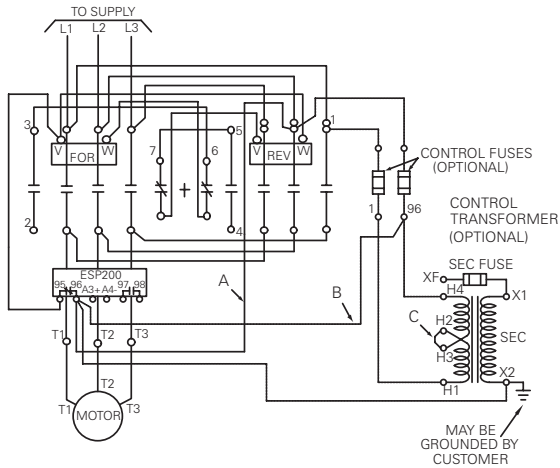 TO SUPPLY
L1 L2 L3
3 V W 5 V W 1
FOR 7 6 REV
CONTROL FUSES
(OPTIONAL)
2 4 1 96
CONTROL
TRANSFORMER
(OPTIONAL)
ESP200
95 96 A3+ A4- 97 98
A
B
SEC FUSE
XF
H4 X1
C H2
H3 SEC
H1 X2
T1 T2 T3
T2
T1 T3
MOTOR
MAY BE
GROUNDED BY
CUSTOMER